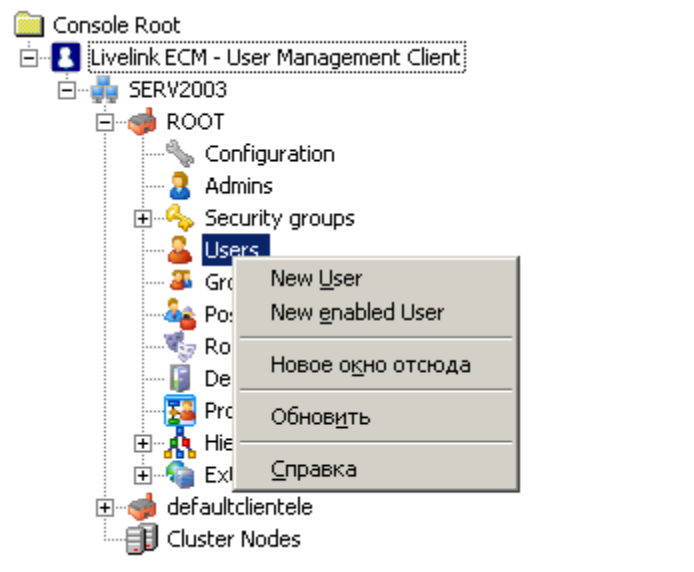 Console Root
Livelink ECM - User Management Client
SERV2003
ROOT
Configuration
Admins
Security groups
Users
New User
New enabled User
Новое окно отсюда
Обновить
Справка
defaultclientele
Cluster Nodes